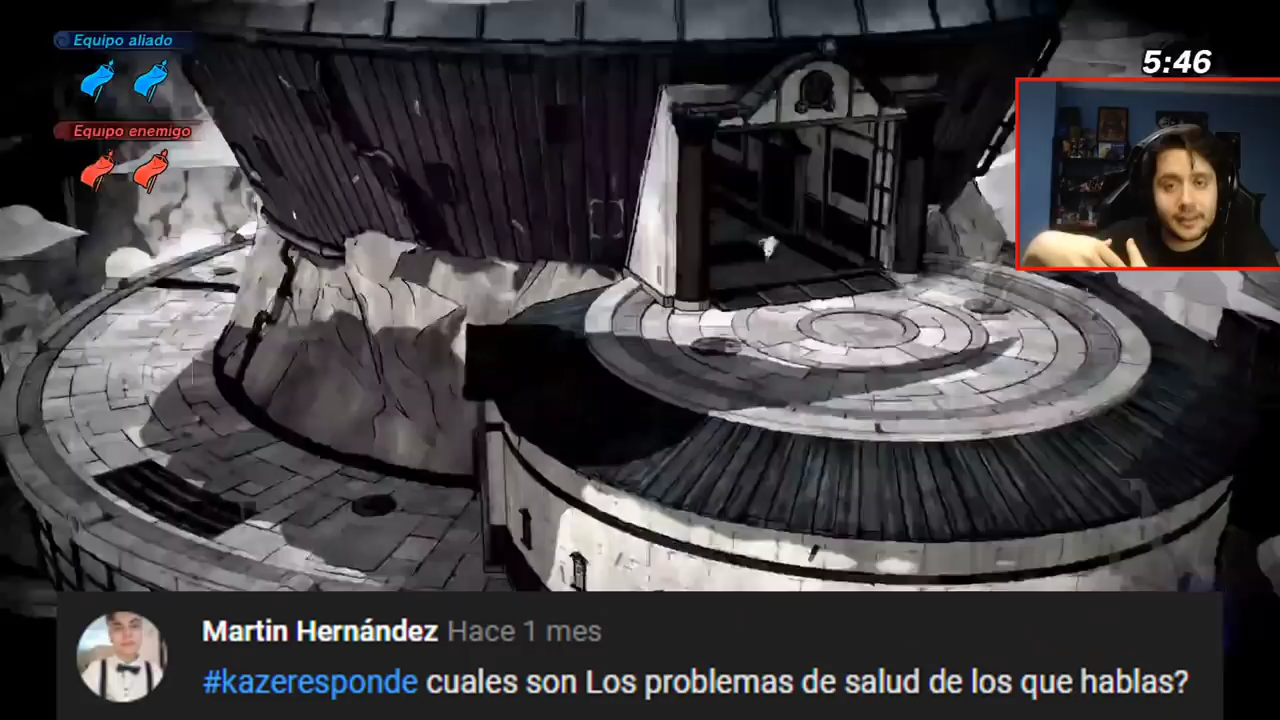 Equipo aliado
5:46
Equipo enemigo
Martin Hernández Hace 1 mes
#kazeresponde cuales son Los problemas de salud de los que hablas?